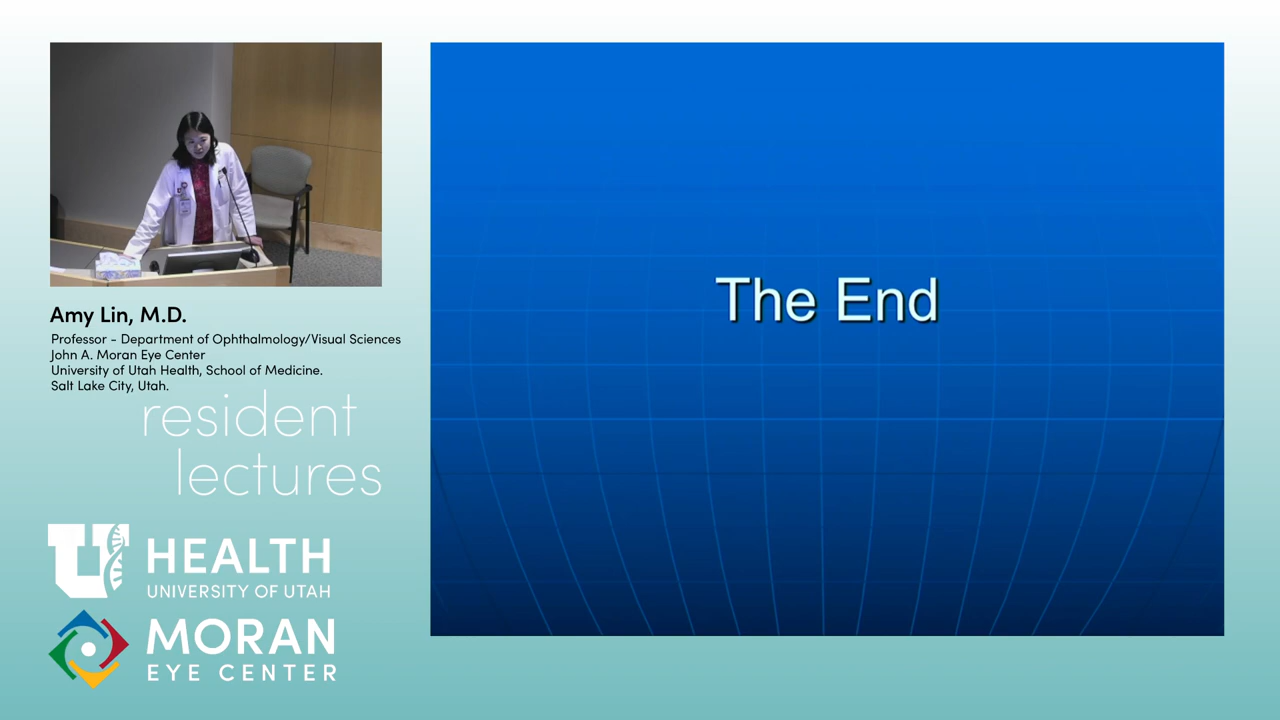 Amy Lin, M.D.
Professor - Department of Ophthalmology/Visual Sciences
John A. Moran Eye Center
University of Utah Health, School of Medicine.
Salt Lake City, Utah.
resident
lectures
U
HEALTH
UNIVERSITY OF UTAH
MORAN
EYE CENTER
The End